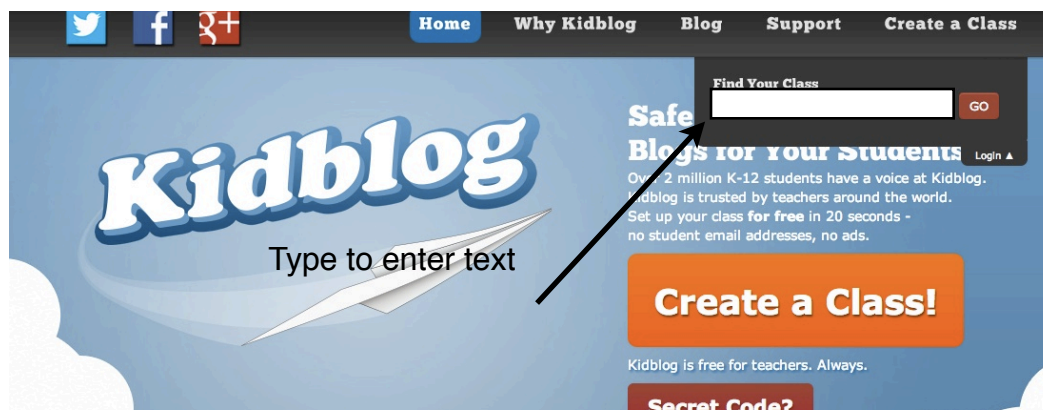 Home Why Kidblog Blog Support Create a Class
Find Your Class
GO
Login ▲
Kidblog
Type to enter text
Safe
Blogs for Your Students
Over 2 million K-12 students have a voice at Kidblog.
Kidblog is trusted by teachers around the world.
Set up your class for free in 20 seconds -
no student email addresses, no ads.
Create a Class!
Kidblog is free for teachers. Always.
Secret Code?